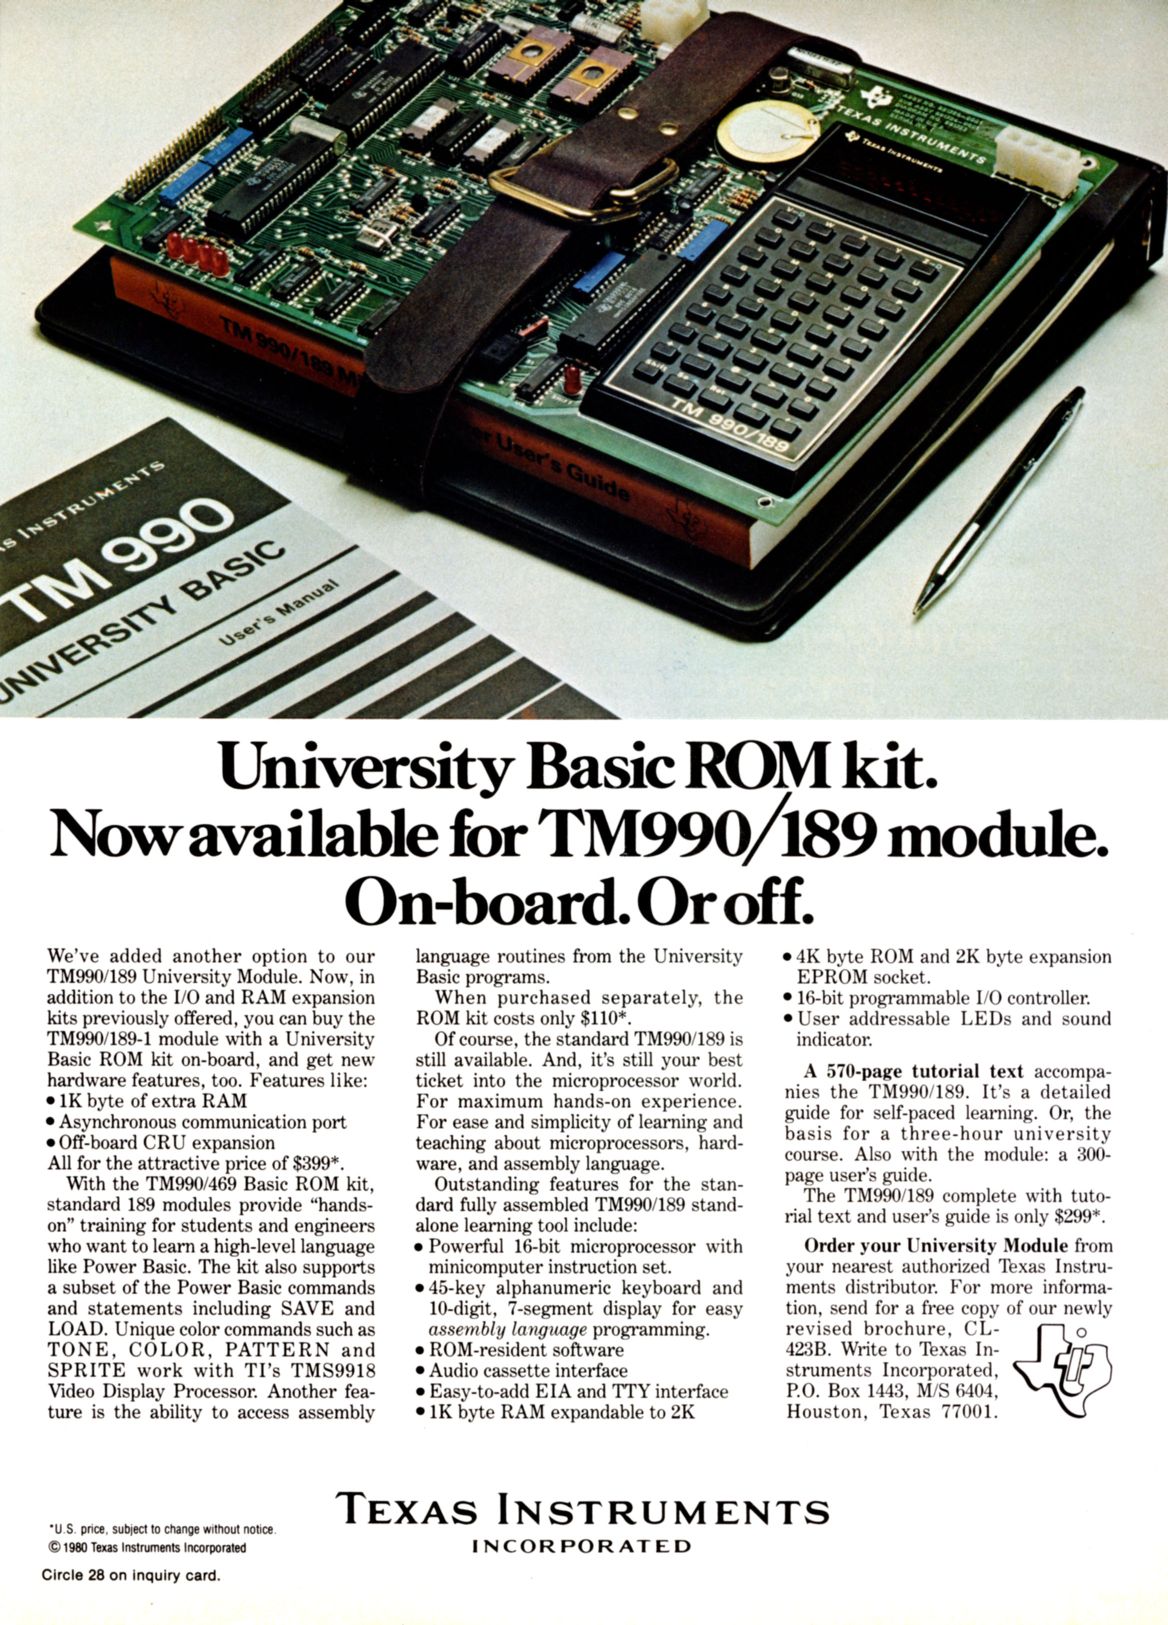 TEXAS INSTRUMENTS
TEXAS INSTRUMENTS
TM 990/189
TM 990/189 M
r User's Guide
AS INSTRUMENTS
TM 990
UNIVERSITY BASIC
User's Manual
University Basic ROM kit.
Now available for TM990/189 module.
On-board. Or off.
We've added another option to our
TM990/189 University Module. Now, in
addition to the I/O and RAM expansion
kits previously offered, you can buy the
TM990/189-1 module with a University
Basic ROM kit on-board, and get new
hardware features, too. Features like:
• 1K byte of extra RAM
• Asynchronous communication port
• Off-board CRU expansion
All for the attractive price of $399*.
With the TM990/469 Basic ROM kit,
standard 189 modules provide “hands-
on” training for students and engineers
who want to learn a high-level language
like Power Basic. The kit also supports
a subset of the Power Basic commands
and statements including SAVE and
LOAD. Unique color commands such as
TONE, COLOR, PATTERN and
SPRITE work with TI's TMS9918
Video Display Processor. Another fea-
ture is the ability to access assembly
language routines from the University
Basic programs.
When purchased separately, the
ROM kit costs only $110*.
Of course, the standard TM990/189 is
still available. And, it's still your best
ticket into the microprocessor world.
For maximum hands-on experience.
For ease and simplicity of learning and
teaching about microprocessors, hard-
ware, and assembly language.
Outstanding features for the stan-
dard fully assembled TM990/189 stand-
alone learning tool include:
• Powerful 16-bit microprocessor with
minicomputer instruction set.
• 45-key alphanumeric keyboard and
10-digit, 7-segment display for easy
assembly language programming.
• ROM-resident software
• Audio cassette interface
• Easy-to-add EIA and TTY interface
• 1K byte RAM expandable to 2K
• 4K byte ROM and 2K byte expansion
EPROM socket.
• 16-bit programmable I/O controller.
• User addressable LEDs and sound
indicator.
A 570-page tutorial text accompa-
nies the TM990/189. It's a detailed
guide for self-paced learning. Or, the
basis for a three-hour university
course. Also with the module: a 300-
page user's guide.
The TM990/189 complete with tuto-
rial text and user's guide is only $299*.
Order your University Module from
your nearest authorized Texas Instru-
ments distributor. For more informa-
tion, send for a free copy of our newly
revised brochure, CL-
423B. Write to Texas In-
struments Incorporated,
P.O. Box 1443, M/S 6404,
Houston, Texas 77001.
TEXAS INSTRUMENTS
INCORPORATED
*U.S. price, subject to change without notice.
© 1980 Texas Instruments Incorporated
Circle 28 on inquiry card.